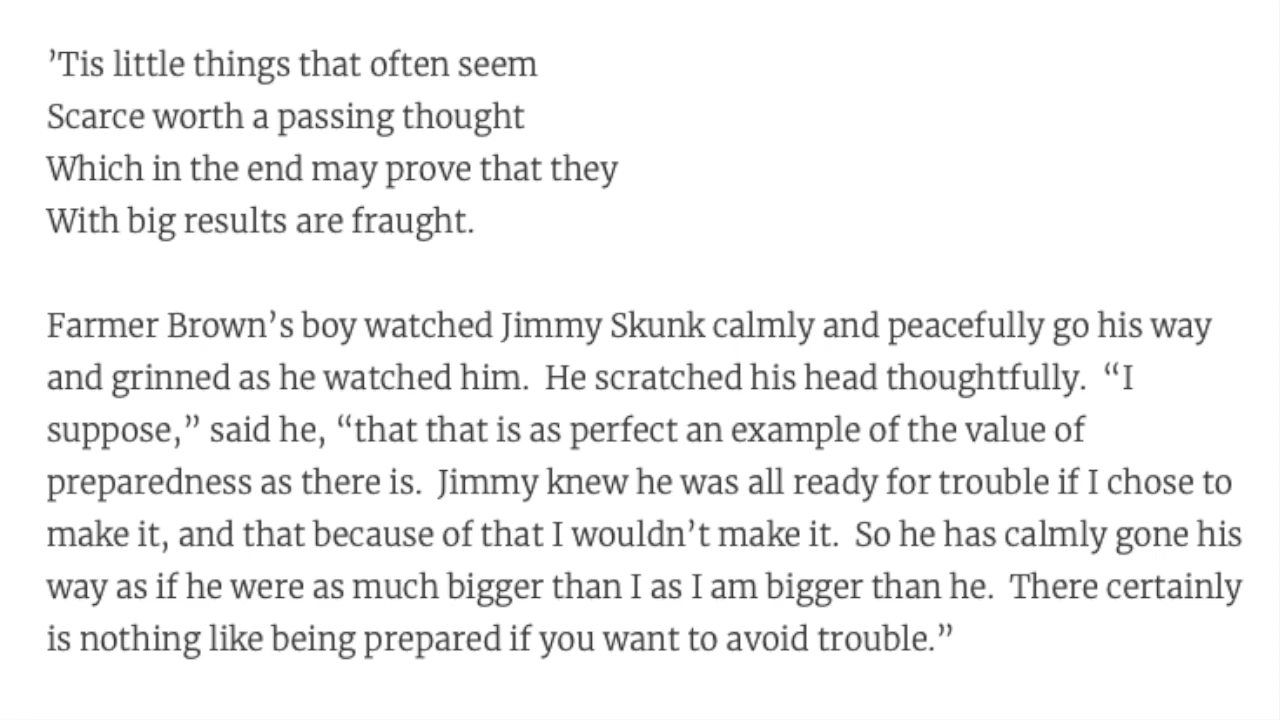 ’Tis little things that often seem
Scarce worth a passing thought
Which in the end may prove that they
With big results are fraught.
Farmer Brown’s boy watched Jimmy Skunk calmly and peacefully go his way
and grinned as he watched him.  He scratched his head thoughtfully.  “I
suppose,” said he, “that that is as perfect an example of the value of
preparedness as there is.  Jimmy knew he was all ready for trouble if I chose to
make it, and that because of that I wouldn’t make it.  So he has calmly gone his
way as if he were as much bigger than I as I am bigger than he.  There certainly
is nothing like being prepared if you want to avoid trouble.”